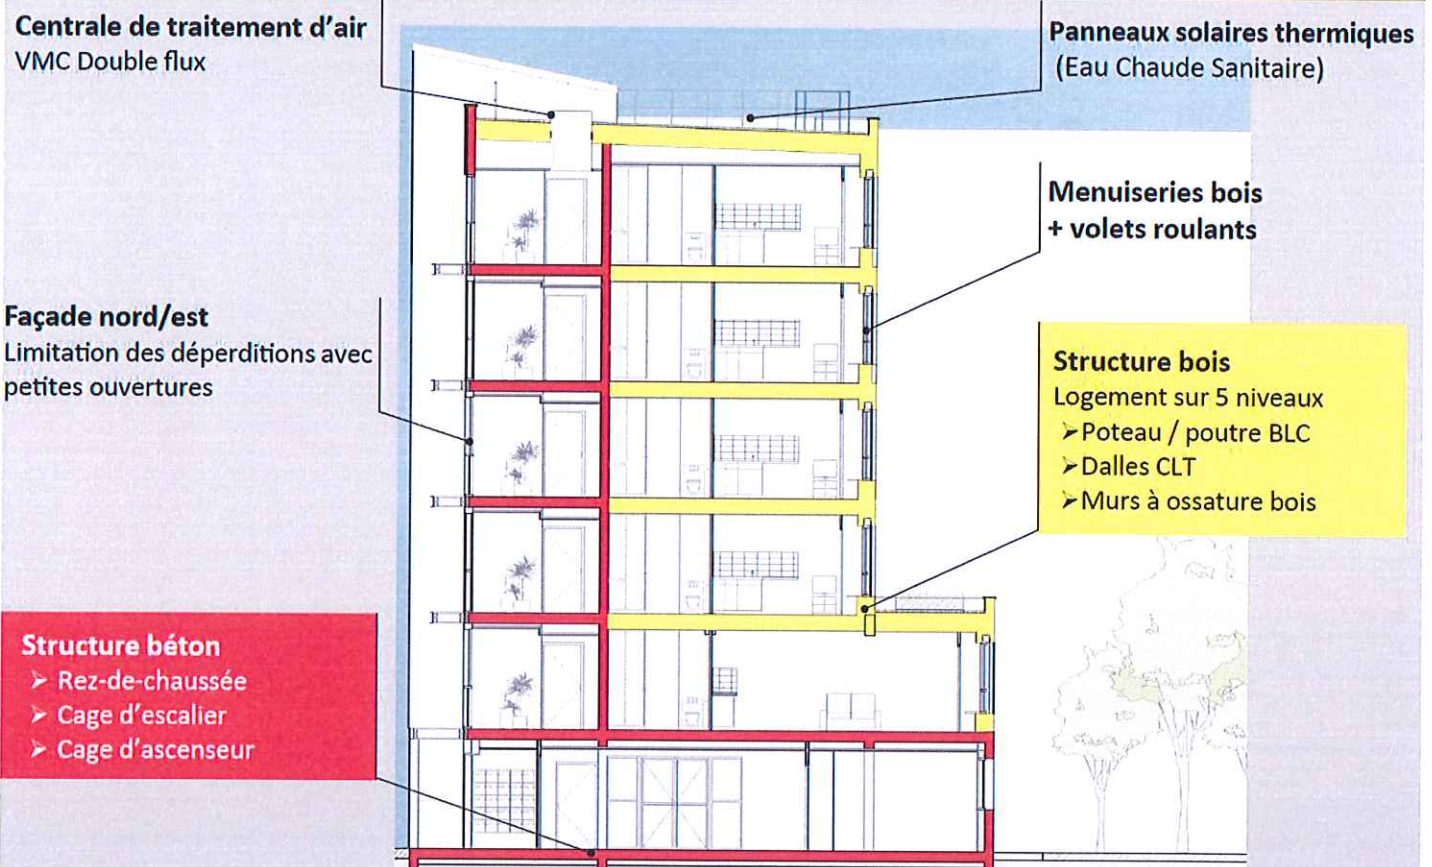 Centrale de traitement d’air
VMC Double flux
Panneaux solaires thermiques
(Eau Chaude Sanitaire)
Menuiseries bois
+ volets roulants
Façade nord/est
Limitation des déperditions avec
petites ouvertures
Structure bois
Logement sur 5 niveaux
➢ Poteau / poutre BLC
➢ Dalles CLT
➢ Murs à ossature bois
Structure béton
➢ Rez-de-chaussée
➢ Cage d’escalier
➢ Cage d’ascenseur